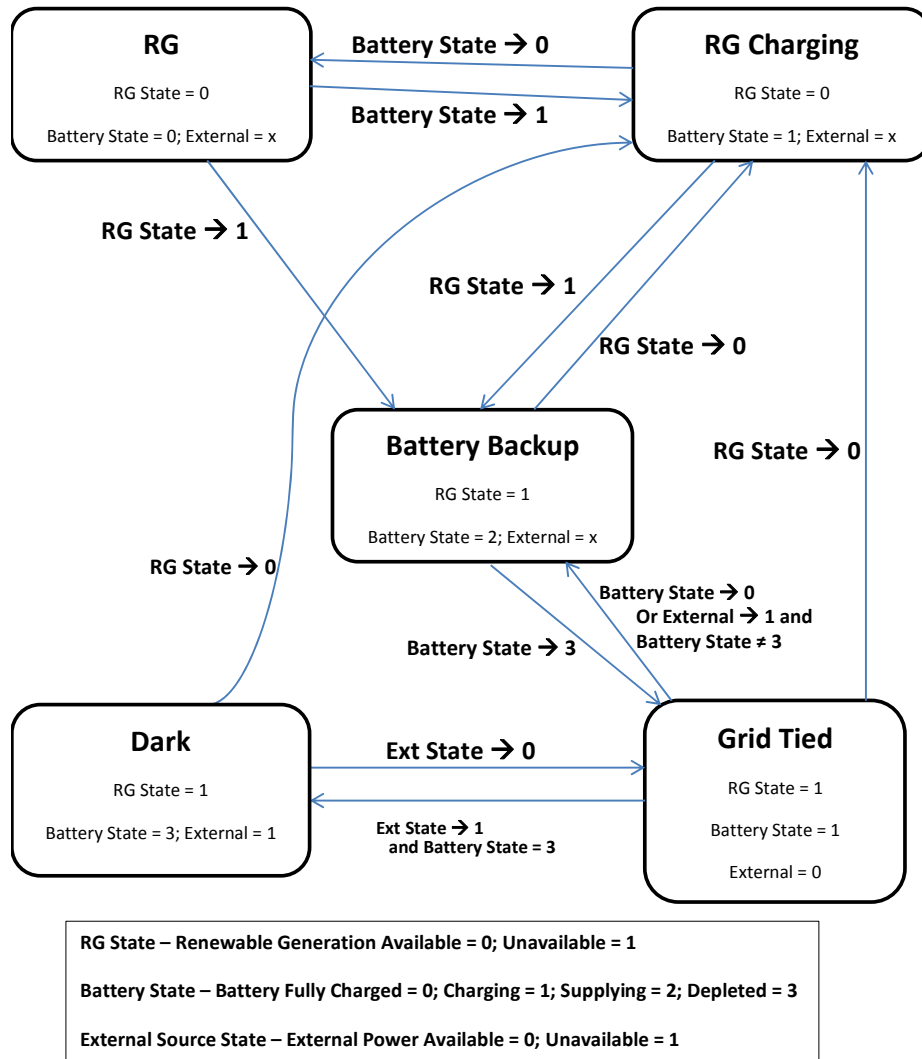 RG
RG State = 0
Battery State = 0; External = x
Battery State → 0
Battery State → 1
RG Charging
RG State = 0
Battery State = 1; External = x
RG State → 1
RG State → 1
RG State → 0
Battery Backup
RG State = 1
Battery State = 2; External = x
RG State → 0
RG State → 0
Battery State → 0
Or External → 1 and
Battery State ≠ 3
Battery State → 3
Dark
RG State = 1
Battery State = 3; External = 1
Ext State → 0
Ext State → 1
and Battery State = 3
Grid Tied
RG State = 1
Battery State = 1
External = 0
RG State – Renewable Generation Available = 0; Unavailable = 1
Battery State – Battery Fully Charged = 0; Charging = 1; Supplying = 2; Depleted = 3
External Source State – External Power Available = 0; Unavailable = 1